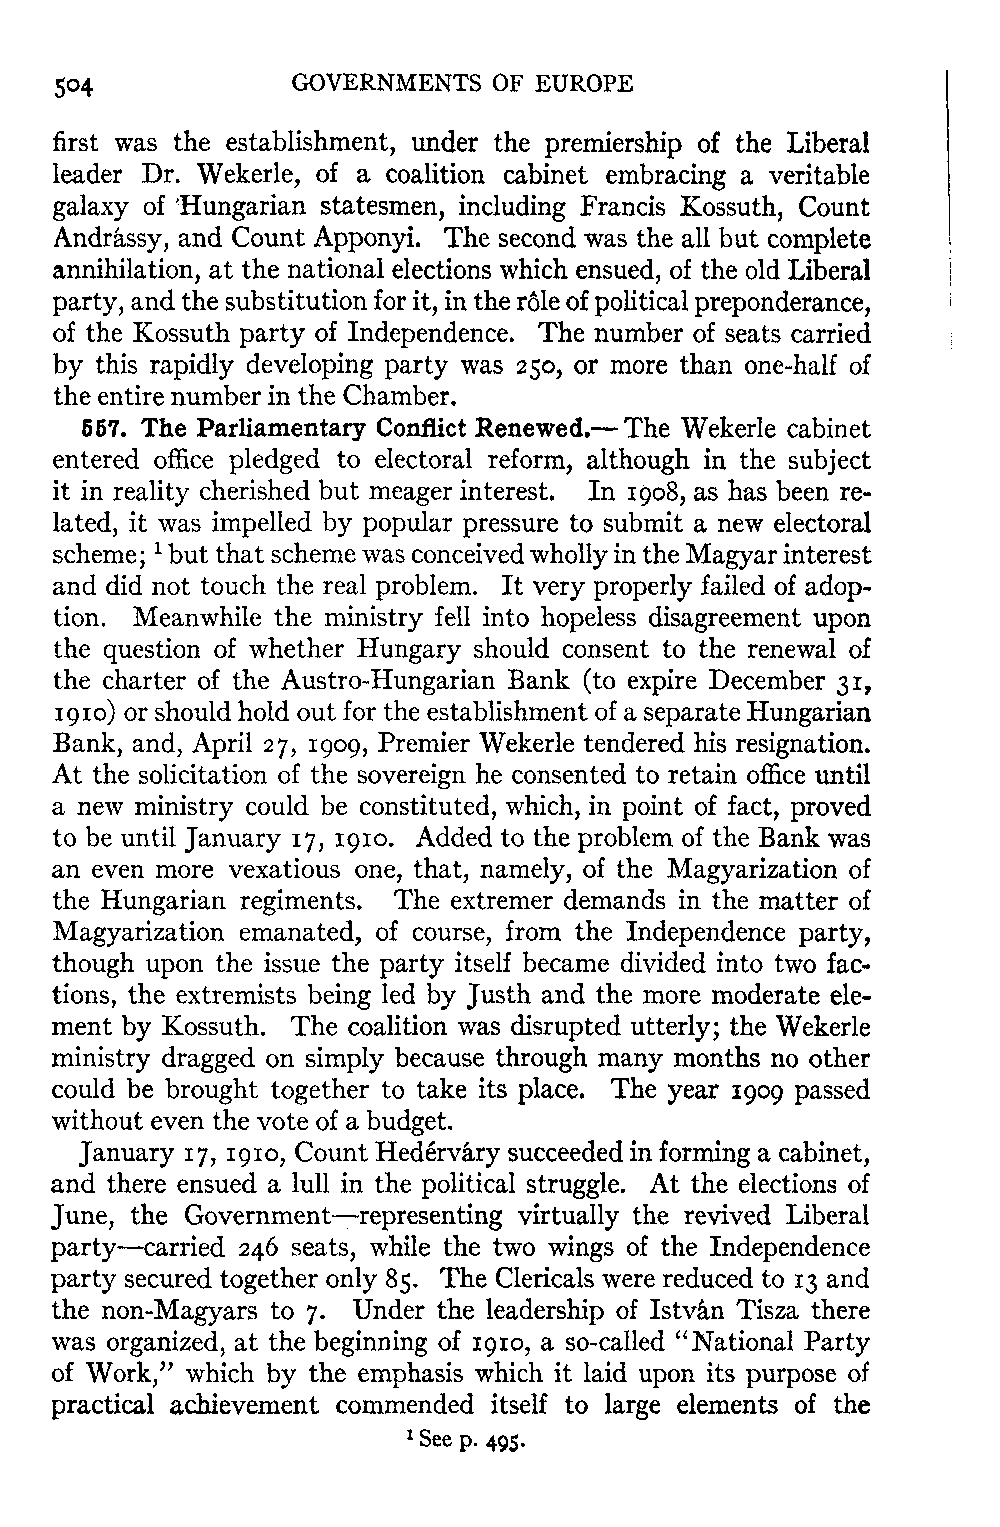 504 GOVERNMENTS OF EUROPE
first was the establishment, under the premiership of the Liberal
leader Dr. Wekerle, of a coalition cabinet embracing a veritable
galaxy of Hungarian statesmen, including Francis Kossuth, Count
Andrássy, and Count Apponyi. The second was the all but complete
annihilation, at the national elections which ensued, of the old Liberal
party, and the substitution for it, in the rôle of political preponderance,
of the Kossuth party of Independence. The number of seats carried
by this rapidly developing party was 250, or more than one-half of
the entire number in the Chamber.
557. The Parliamentary Conflict Renewed.— The Wekerle cabinet
entered office pledged to electoral reform, although in the subject
it in reality cherished but meager interest. In 1908, as has been re-
lated, it was impelled by popular pressure to submit a new electoral
scheme; ¹ but that scheme was conceived wholly in the Magyar interest
and did not touch the real problem. It very properly failed of adop-
tion. Meanwhile the ministry fell into hopeless disagreement upon
the question of whether Hungary should consent to the renewal of
the charter of the Austro-Hungarian Bank (to expire December 31,
1910) or should hold out for the establishment of a separate Hungarian
Bank, and, April 27, 1909, Premier Wekerle tendered his resignation.
At the solicitation of the sovereign he consented to retain office until
a new ministry could be constituted, which, in point of fact, proved
to be until January 17, 1910. Added to the problem of the Bank was
an even more vexatious one, that, namely, of the Magyarization of
the Hungarian regiments. The extremer demands in the matter of
Magyarization emanated, of course, from the Independence party,
though upon the issue the party itself became divided into two fac-
tions, the extremists being led by Justh and the more moderate ele-
ment by Kossuth. The coalition was disrupted utterly; the Wekerle
ministry dragged on simply because through many months no other
could be brought together to take its place. The year 1909 passed
without even the vote of a budget.
January 17, 1910, Count Hedérváry succeeded in forming a cabinet,
and there ensued a lull in the political struggle. At the elections of
June, the Government—representing virtually the revived Liberal
party—carried 246 seats, while the two wings of the Independence
party secured together only 85. The Clericals were reduced to 13 and
the non-Magyars to 7. Under the leadership of István Tisza there
was organized, at the beginning of 1910, a so-called "National Party
of Work," which by the emphasis which it laid upon its purpose of
practical achievement commended itself to large elements of the
¹ See p. 495.